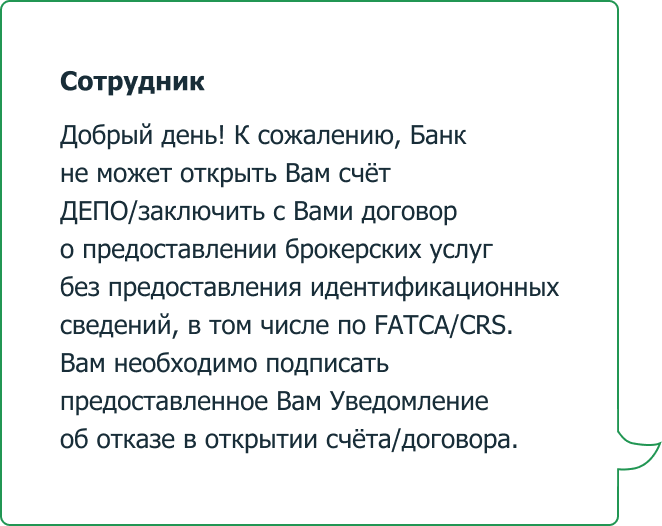 Сотрудник
Добрый день! К сожалению, Банк
не может открыть Вам счёт
ДЕПО/заключить с Вами договор
о предоставлении брокерских услуг
без предоставления идентификационных
сведений, в том числе по FATCA/CRS.
Вам необходимо подписать
предоставленное Вам Уведомление
об отказе в открытии счёта/договора.